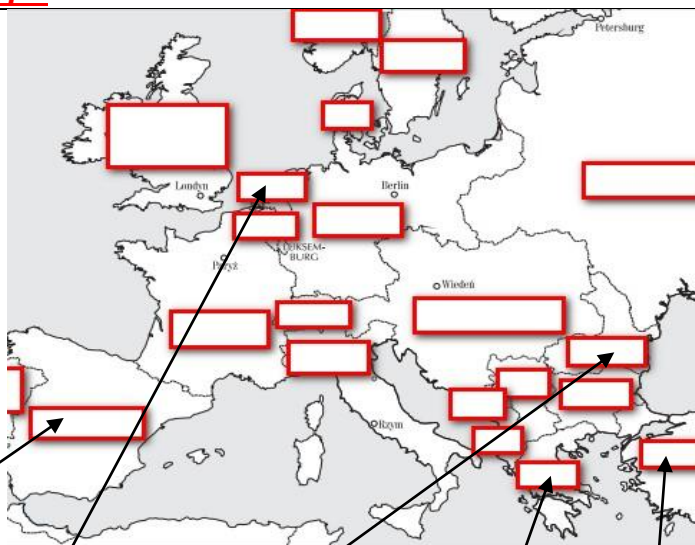 Petersburg
Londyn
Berlin
LUKSEM-
BURG
Paryż
Wiedeń
Rzym